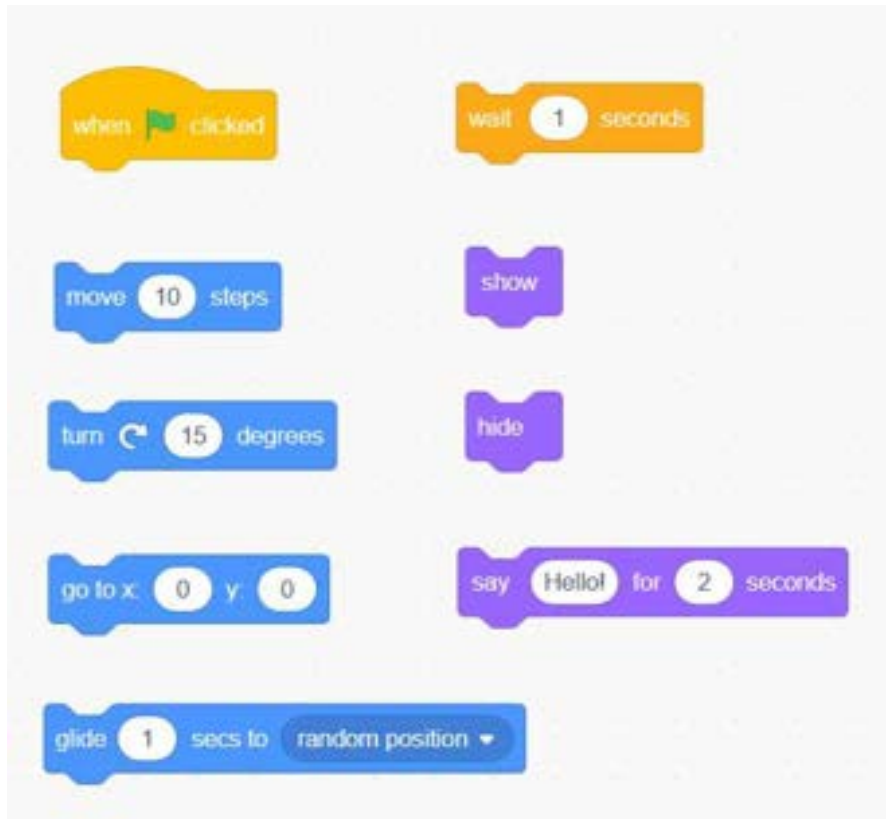 when clicked
wait 1 seconds
move 10 steps
show
turn 15 degrees
hide
go to x: 0 y: 0
say Hello! for 2 seconds
glide 1 secs to random position